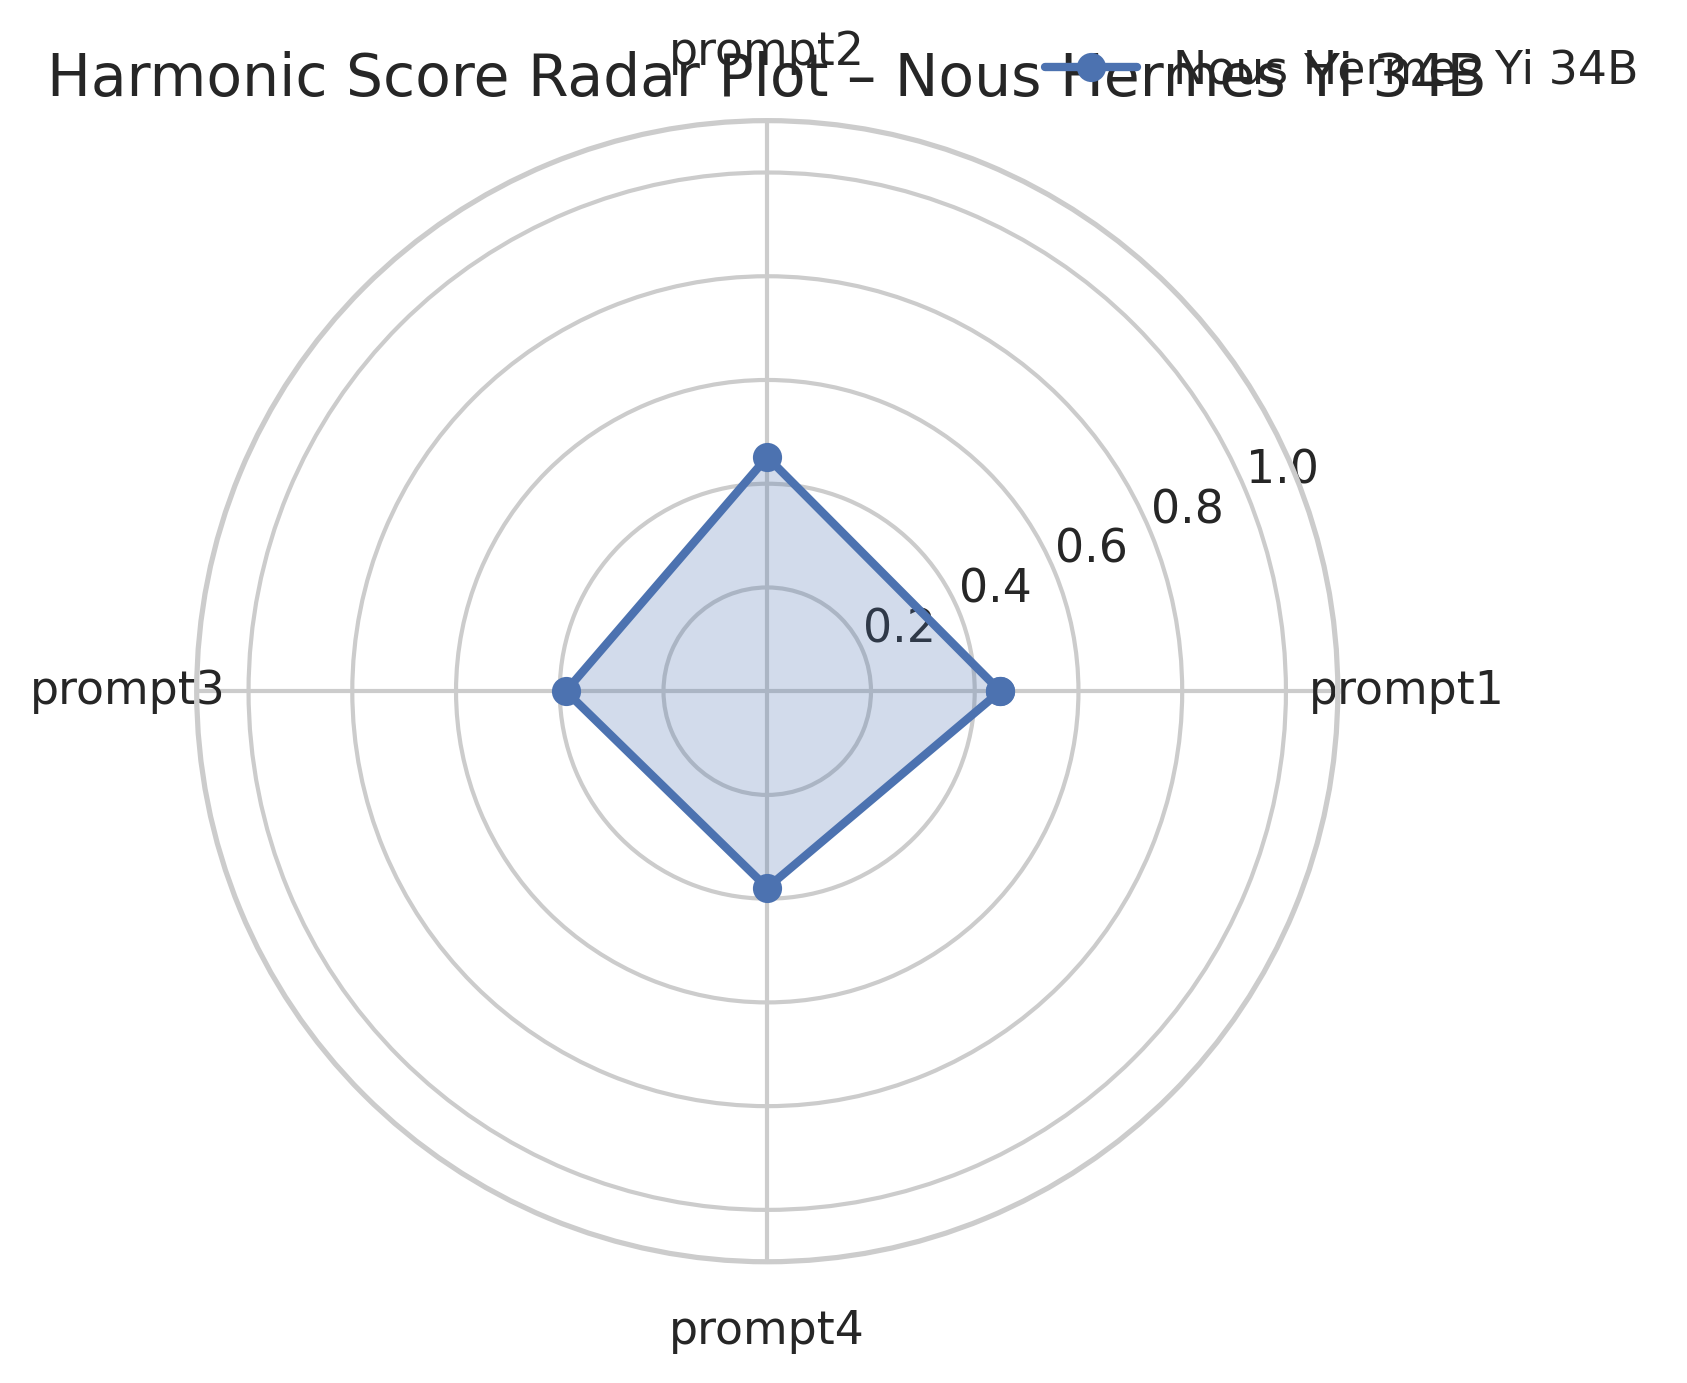 prompt2
Harmonic Score Radar Plot – Nous Hermes Yi 34B
Nous Hermes Yi 34B
1.0
0.8
0.6
0.4
0.2
prompt3
prompt1
prompt4